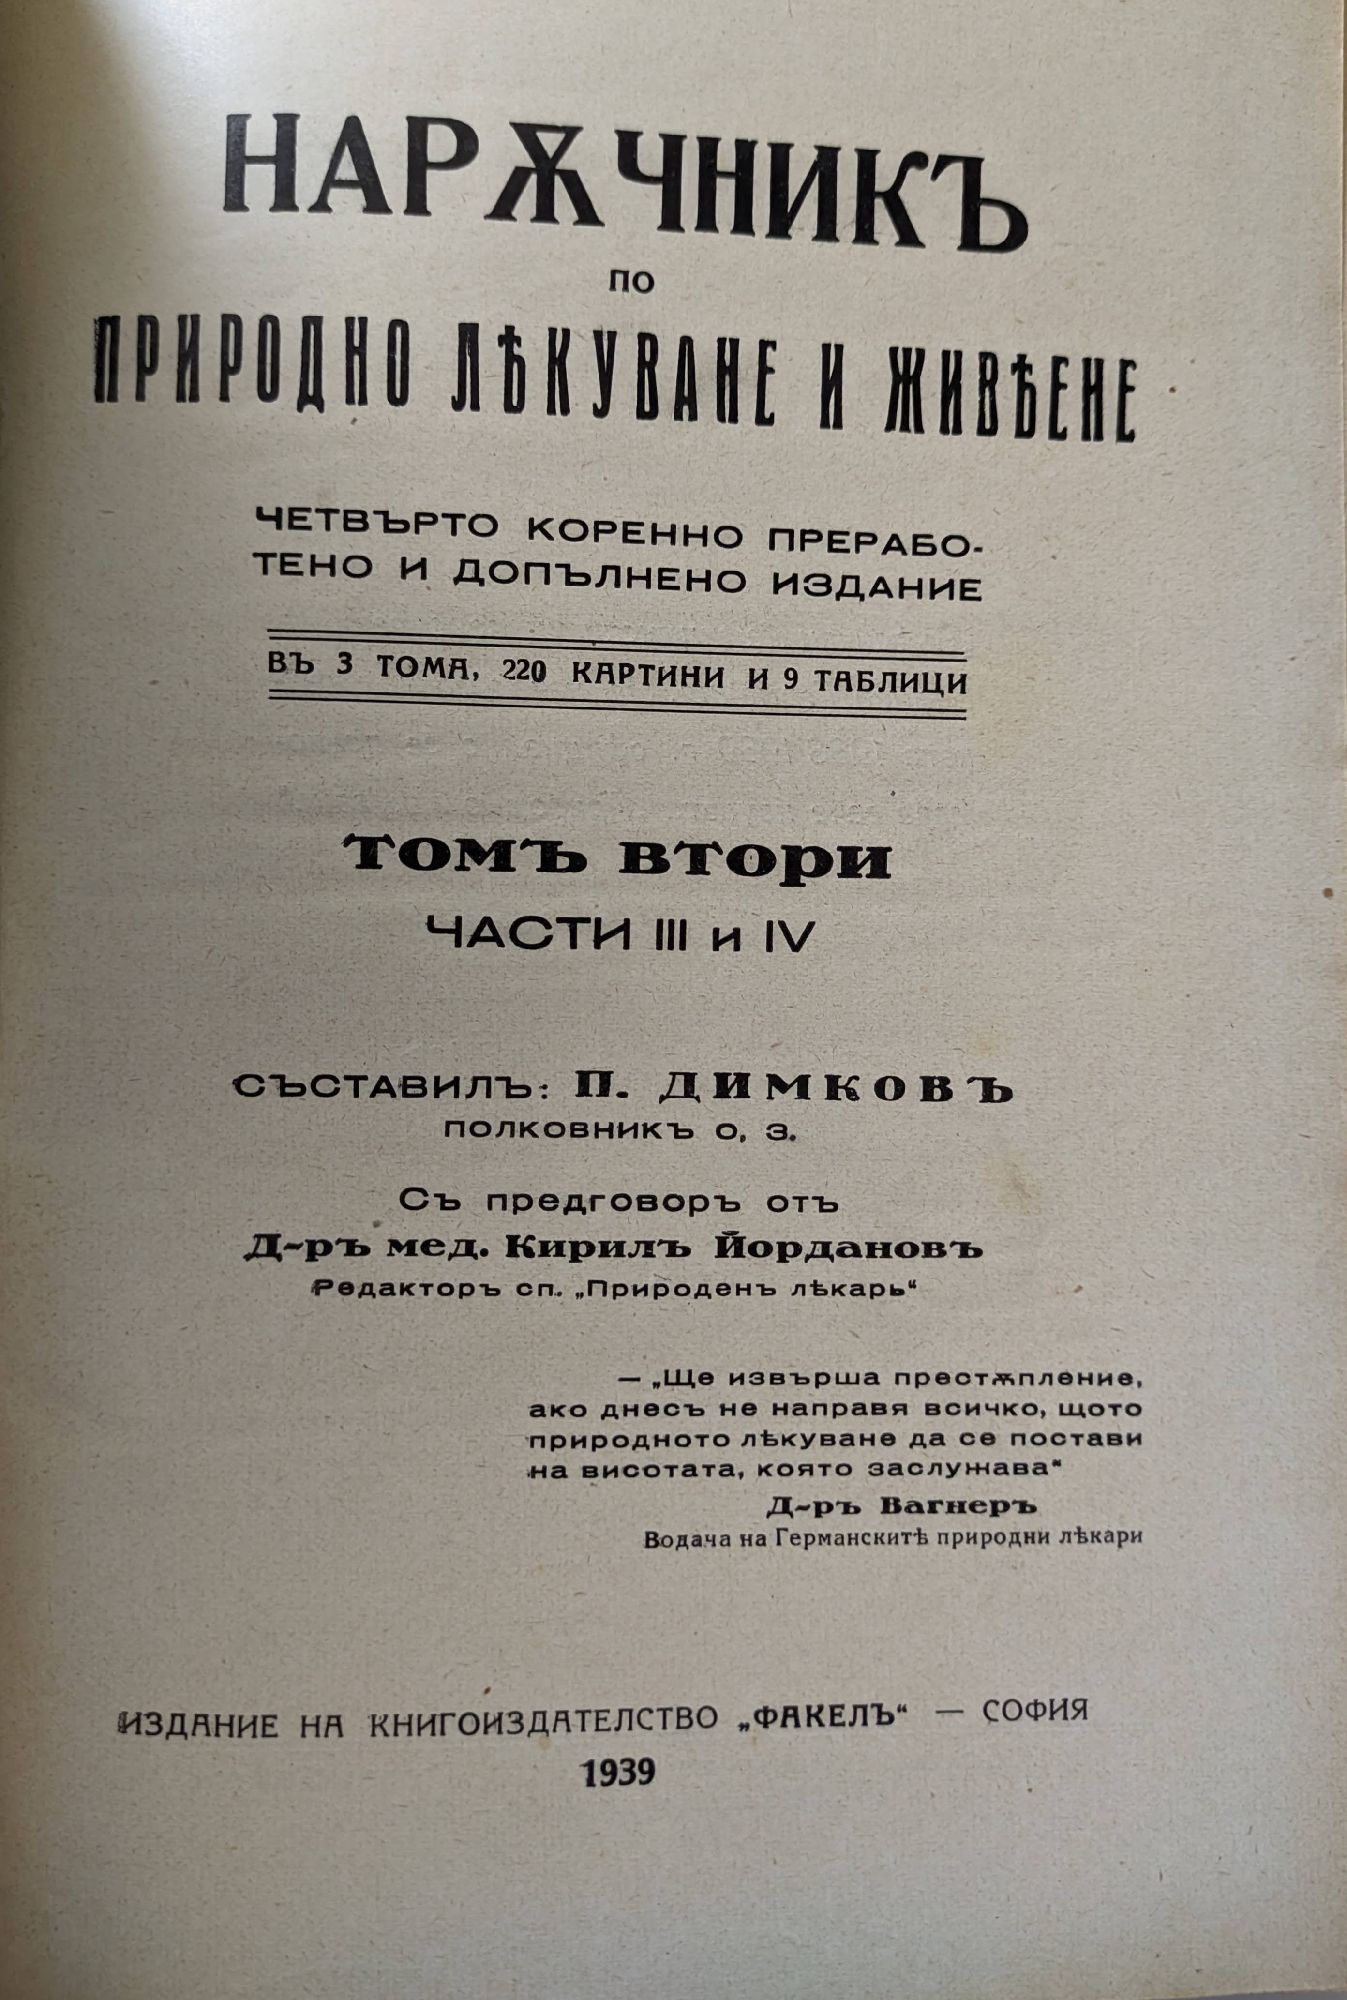 НАРѪЧНИКЪ
ПО
ПРИРОДНО ЛѢКУВАНЕ И ЖИВѢЕНЕ
ЧЕТВЪРТО КОРЕННО ПРЕРАБО-
ТЕНО И ДОПЪЛНЕНО ИЗДАНИЕ
ВЪ 3 ТОМА, 220 КАРТИНИ И 9 ТАБЛИЦИ
ТОМЪ ВТОРИ
ЧАСТИ III и IV
СЪСТАВИЛЪ: П. ДИМКОВЪ
ПОЛКОВНИКЪ О. З.
Съ предговоръ отъ
Д-ръ мед. Кирилъ Йордановъ
Редакторъ сп. „Природенъ лѣкарь“
— „Ще извърша престѫпление,
ако днесъ не направя всичко, щото
природното лѣкуване да се постави
на висотата, която заслужава“
Д-ръ Вагнеръ
Водача на Германскитѣ природни лѣкари
ИЗДАНИЕ НА КНИГОИЗДАТЕЛСТВО „ФАКЕЛЪ“ — СОФИЯ
1939